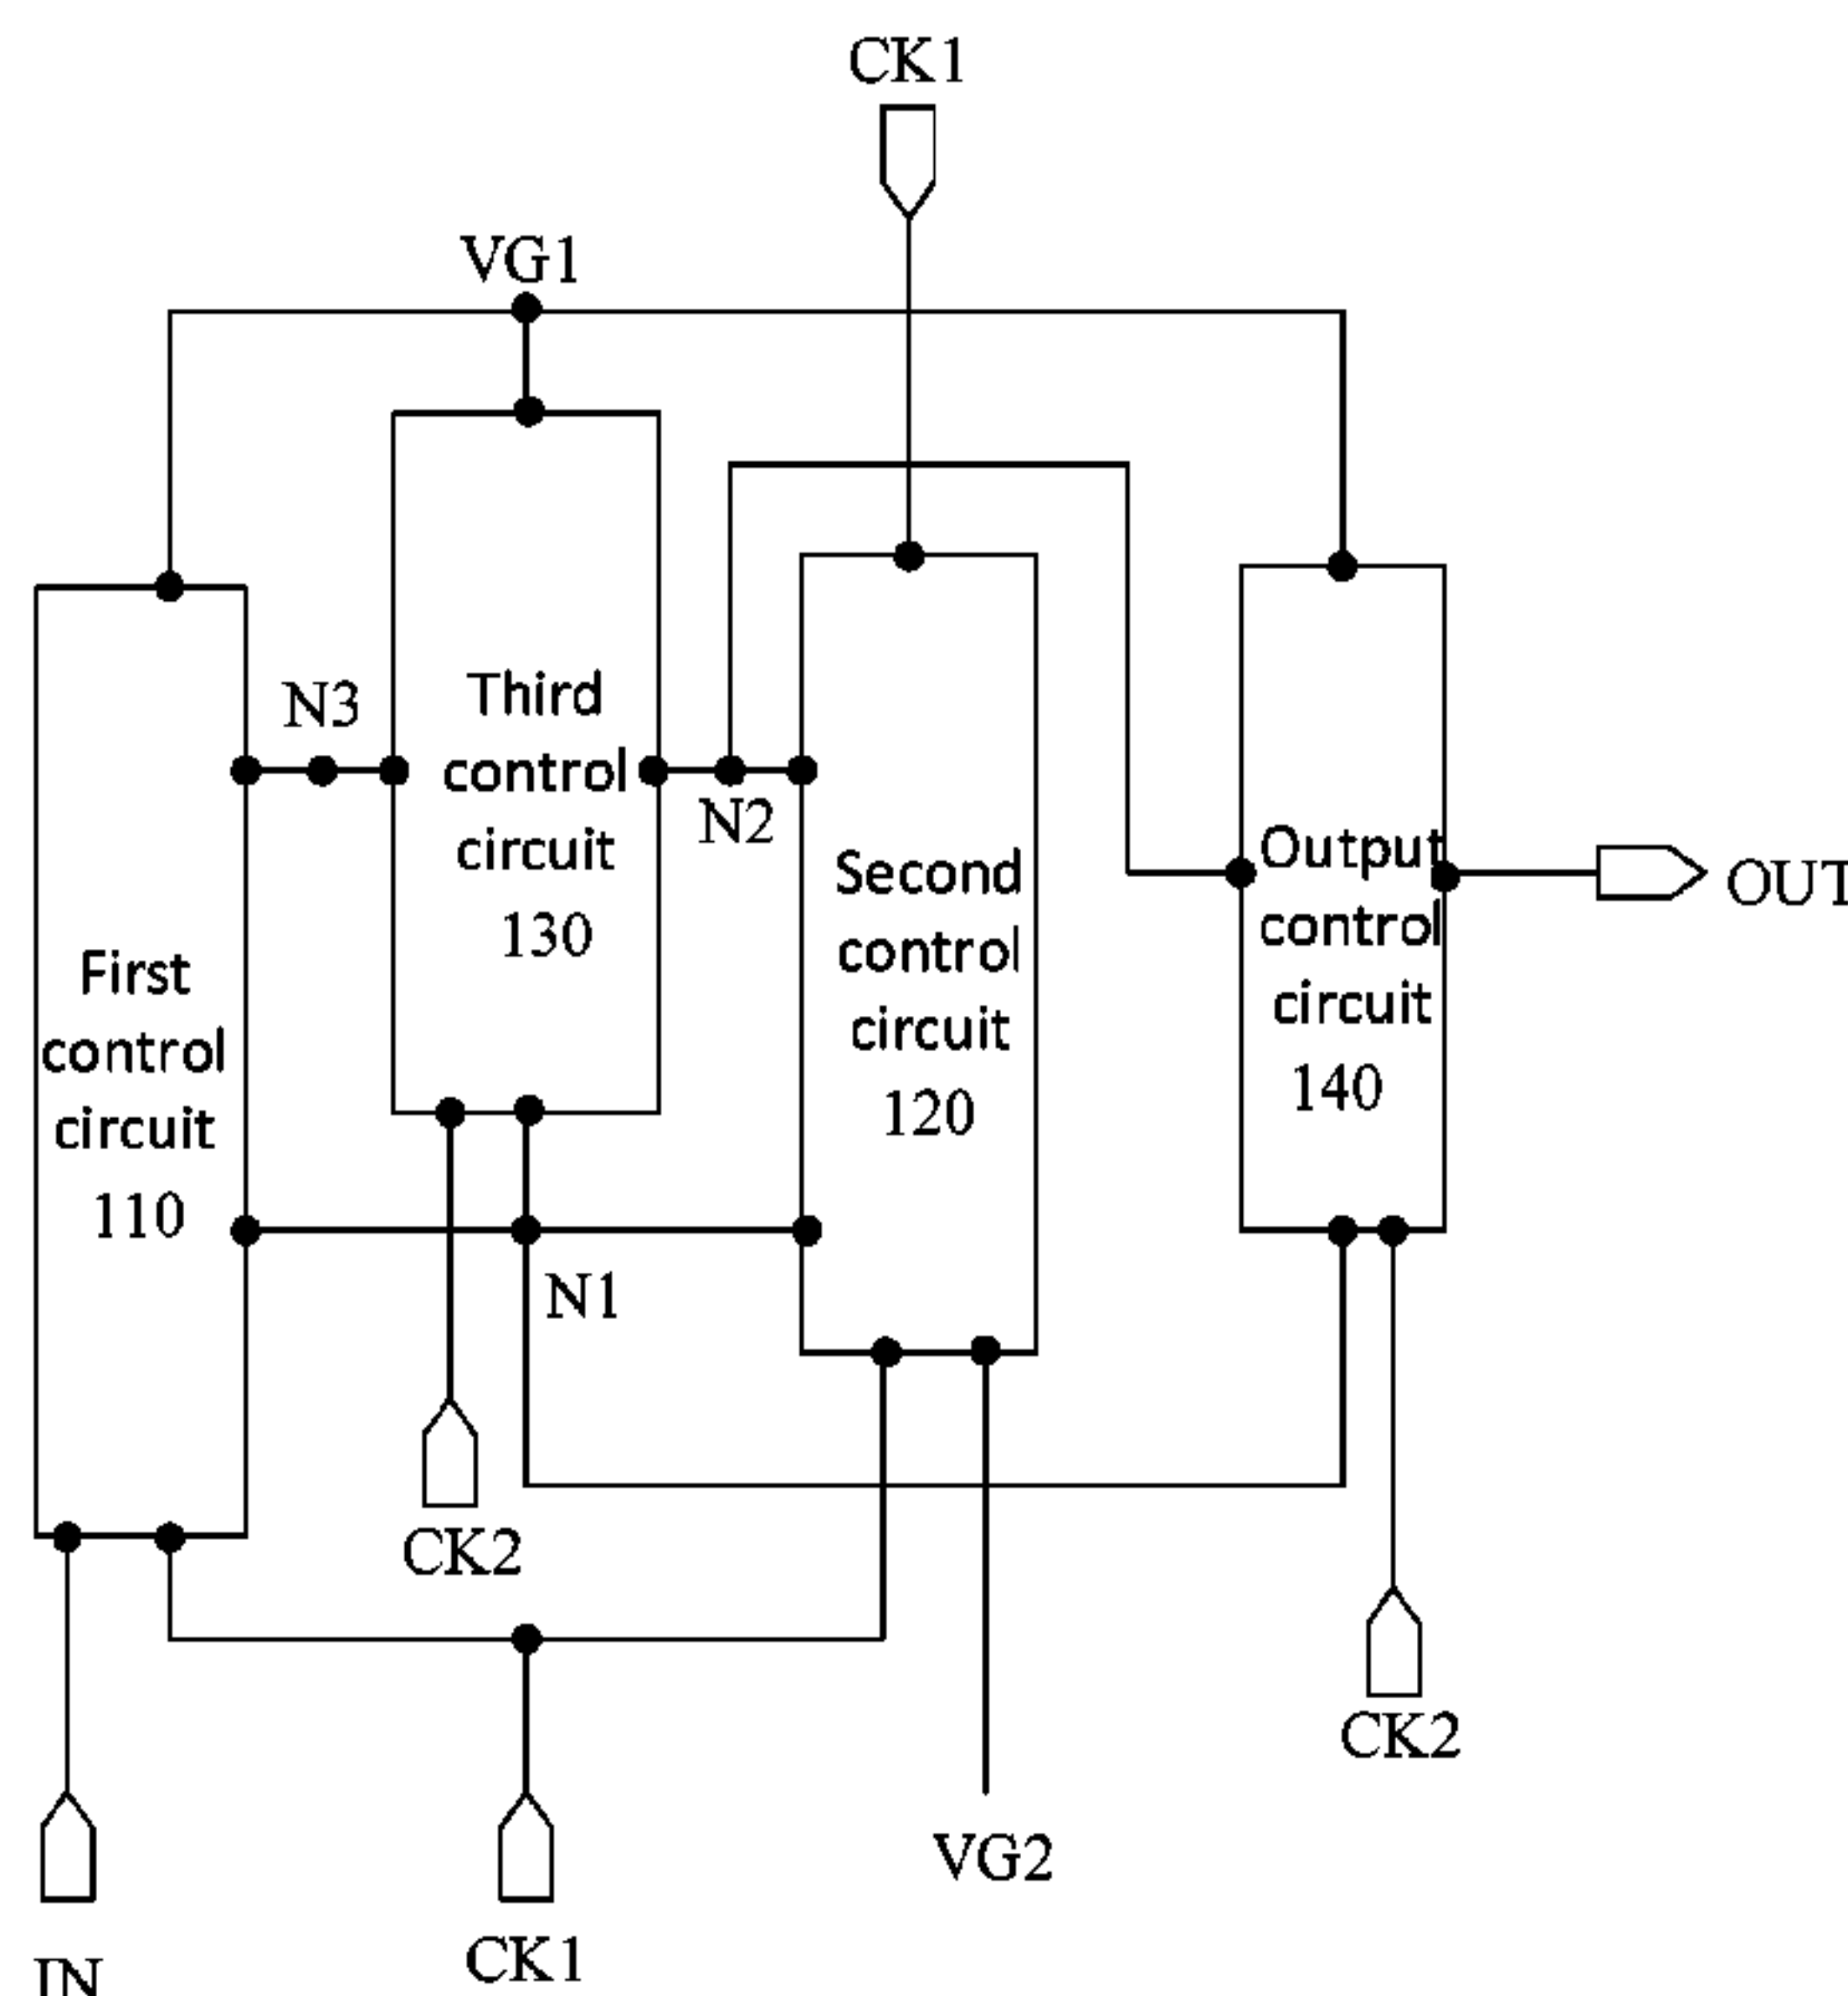 CK1
VG1
N3
Third
control
circuit
130
N2
Second
control
circuit
120
Output
control
circuit
140
OUT
First
control
circuit
110
N1
CK2
CK2
VG2
CK1
IN